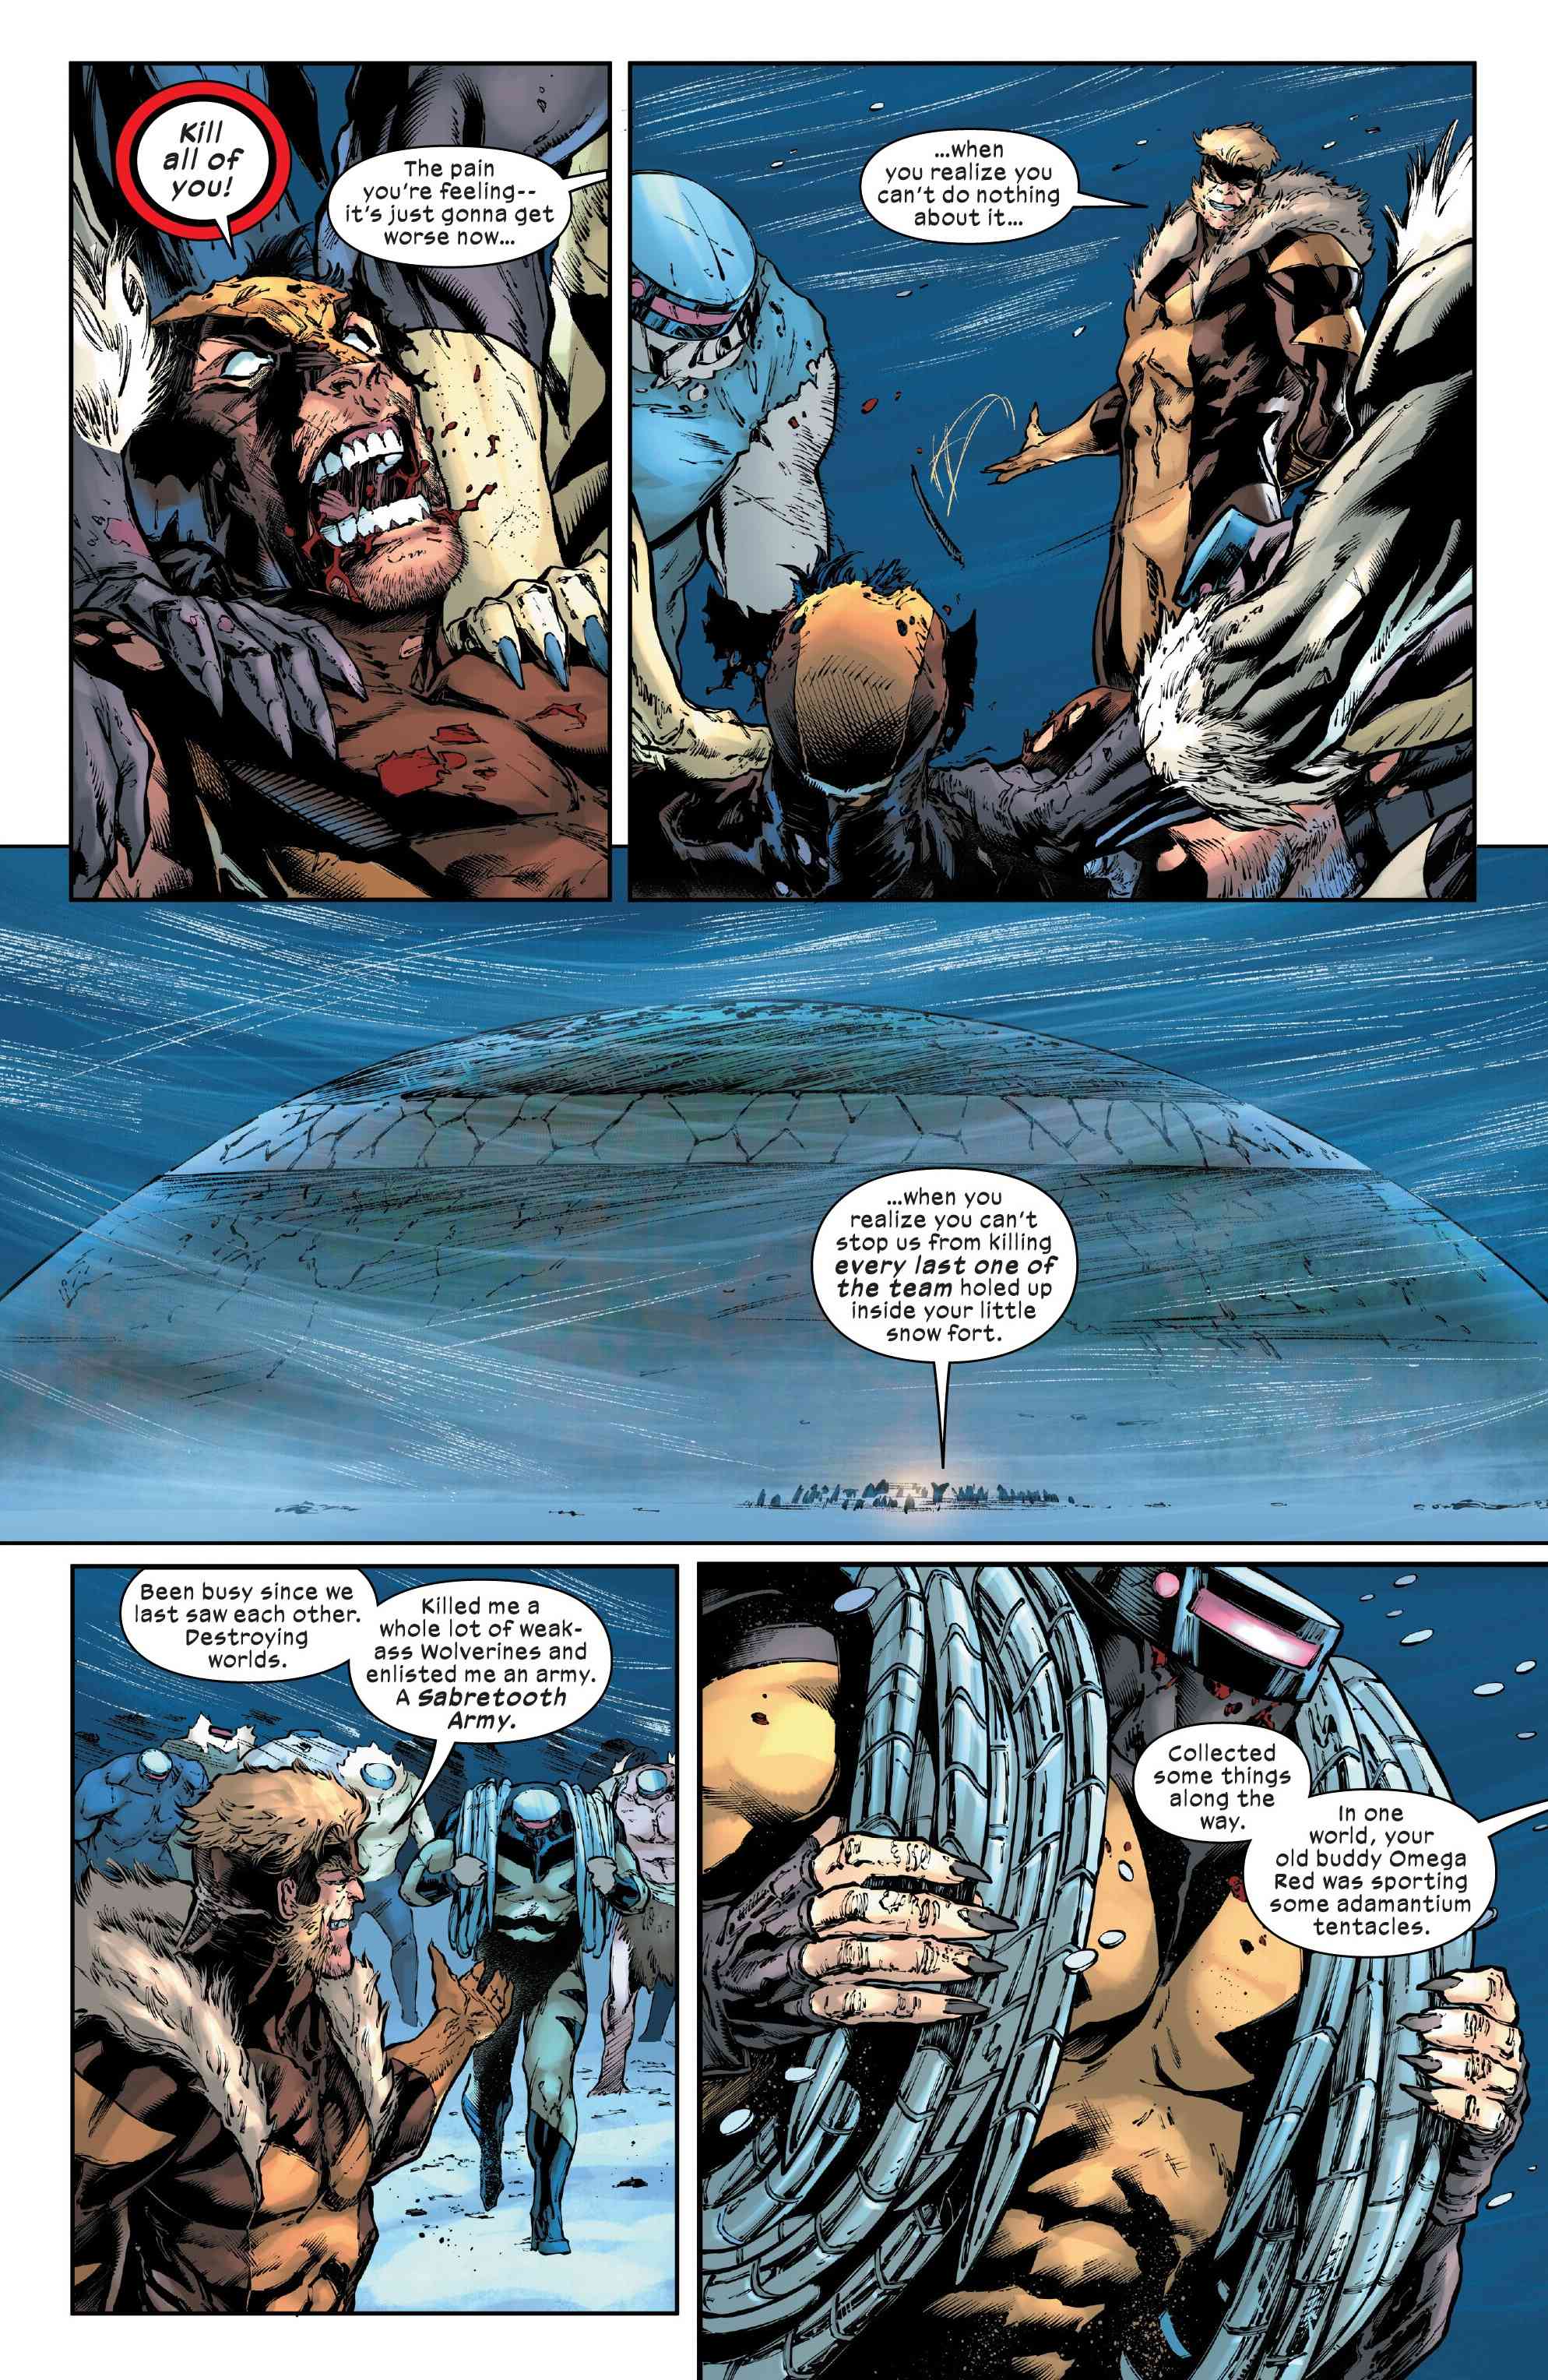 Kill
all of
you!
The pain
you're feeling--
it's just gonna get
worse now...
...when
you realize you
can't do nothing
about it...
...when you
realize you can't
stop us from killing
every last one of
the team holed up
inside your little
snow fort.
Been busy since we
last saw each other.
Destroying
worlds.
Killed me a
whole lot of weak-
ass Wolverines and
enlisted me an army.
A Sabretooth
Army.
Collected
some things
along the
way.
In one
world, your
old buddy Omega
Red was sporting
some adamantium
tentacles.